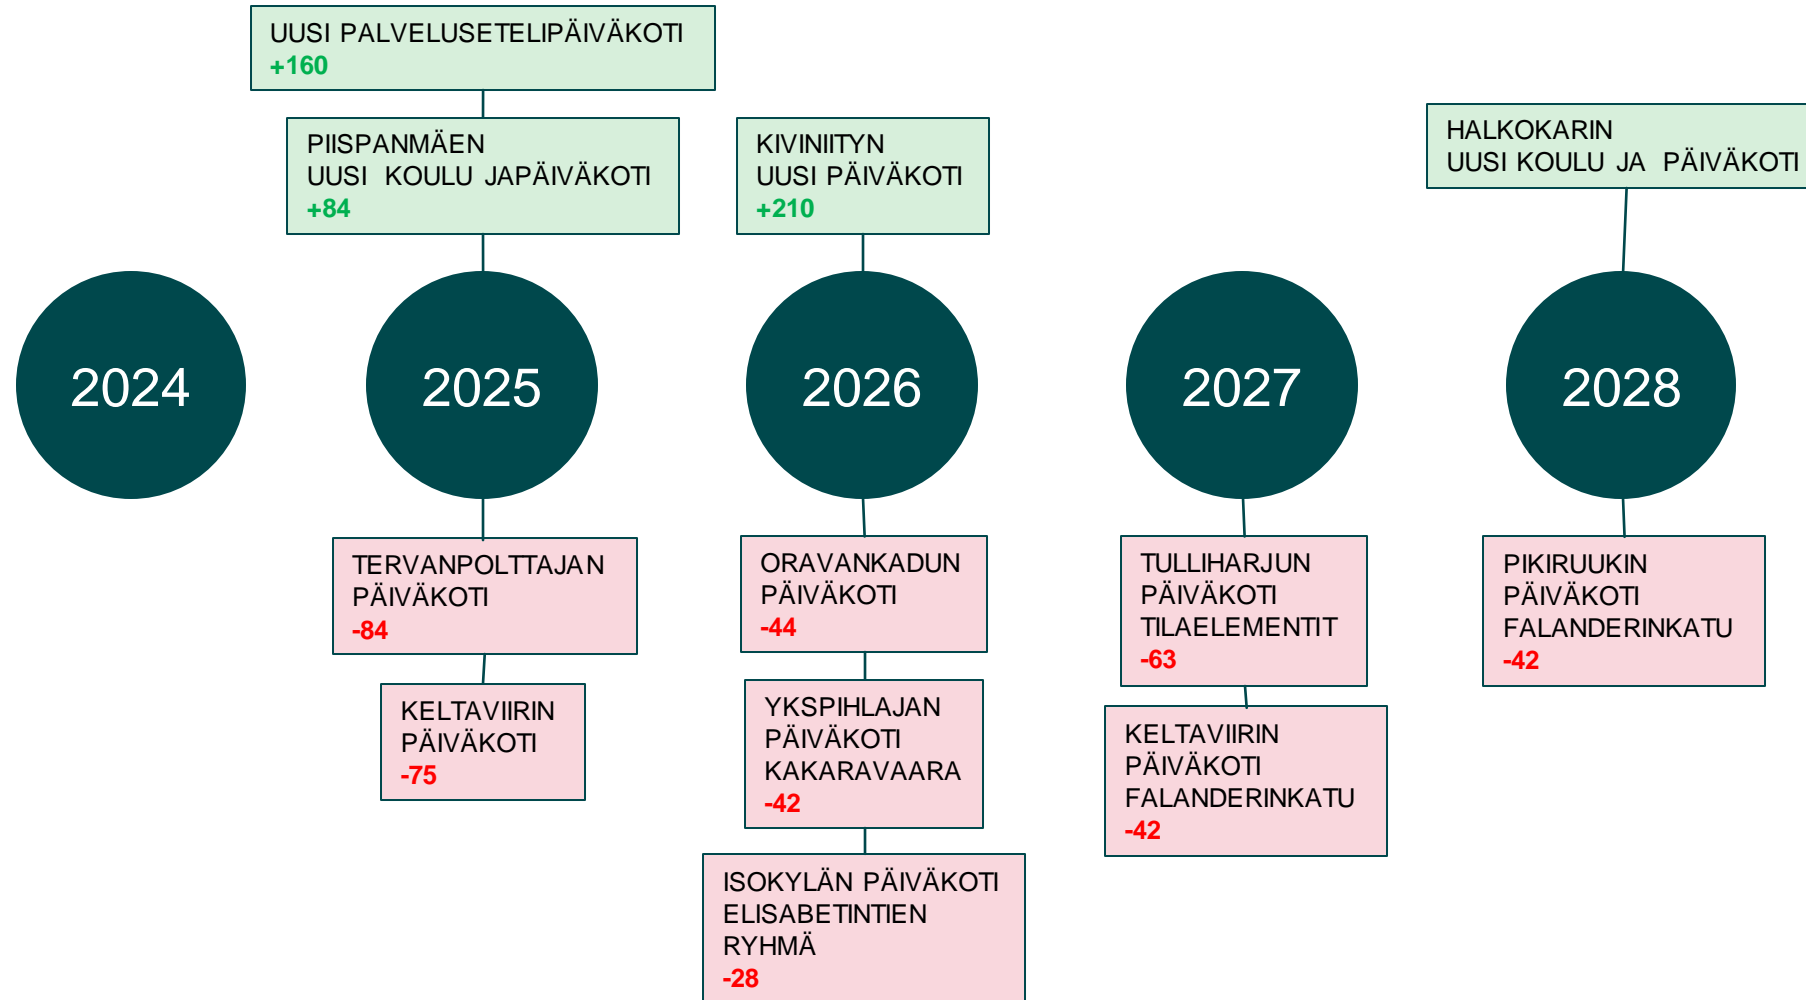 UUSI PALVELUSETELIPÄIVÄKOTI
+160
PIISPANMÄEN
UUSI KOULU JAPÄIVÄKOTI
+84
KIVINIITYN
UUSI PÄIVÄKOTI
+210
HALKOKARIN
UUSI KOULU JA PÄIVÄKOTI
2024
2025
2026
2027
2028
TERVANPOLTTAJAN
PÄIVÄKOTI
-84
KELTAVIIRIN
PÄIVÄKOTI
-75
ORAVANKADUN
PÄIVÄKOTI
-44
YKSPIHLAJAN
PÄIVÄKOTI
KAKARAVAARA
-42
ISOKYLÄN PÄIVÄKOTI
ELISABETINTIEN
RYHMÄ
-28
TULLIHARJUN
PÄIVÄKOTI
TILAELEMENTIT
-63
KELTAVIIRIN
PÄIVÄKOTI
FALANDERINKATU
-42
PIKIRUUKIN
PÄIVÄKOTI
FALANDERINKATU
-42